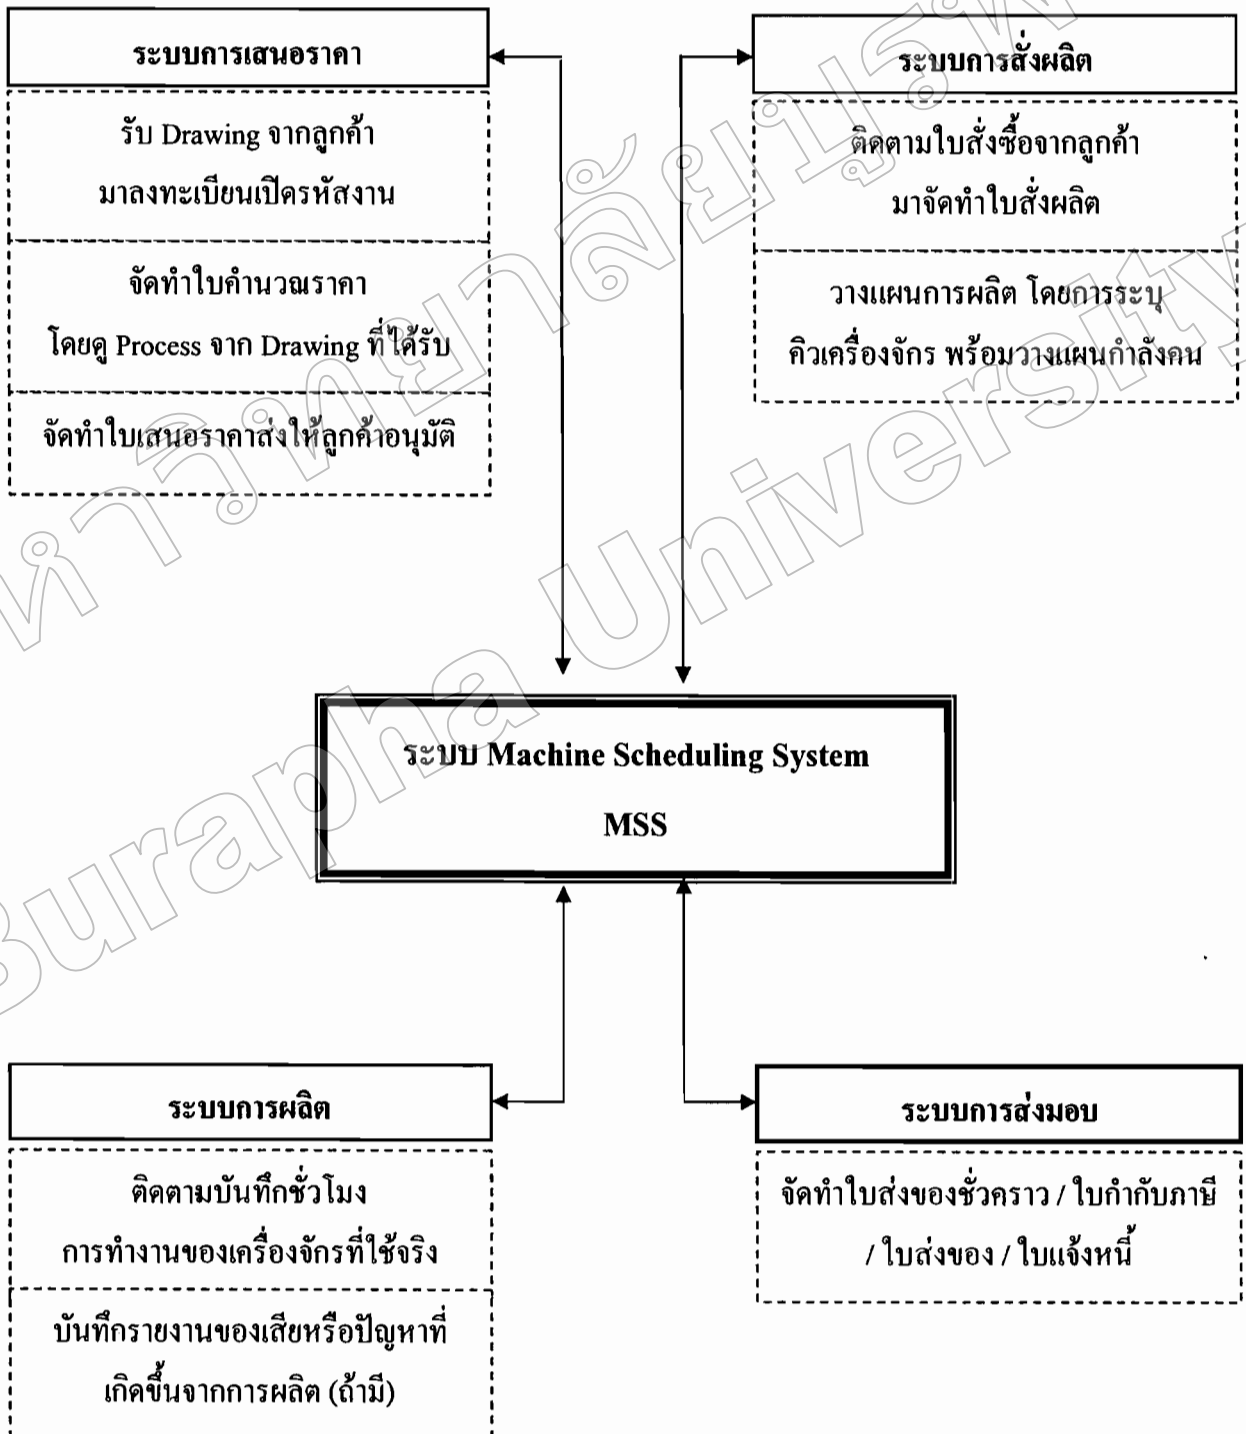 ระบบการเสนอราคา
รับ Drawing จากลูกค้า
มาลงทะเบียนเปิดรหัสงาน
จัดทำใบคำนวณราคา
โดยดู Process จาก Drawing ที่ได้รับ
จัดทำใบเสนอราคาส่งให้ลูกค้าอนุมัติ
ระบบการสั่งผลิต
ติดตามใบสั่งซื้อจากลูกค้า
มาจัดทำใบสั่งผลิต
วางแผนการผลิต โดยการระบุ
คิวเครื่องจักร พร้อมวางแผนกำลังคน
ระบบ Machine Scheduling System
MSS
ระบบการผลิต
ติดตามบันทึกชั่วโมง
การทำงานของเครื่องจักรที่ใช้จริง
บันทึกรายงานของเสียหรือปัญหาที่
เกิดขึ้นจากการผลิต (ถ้ามี)
ระบบการส่งมอบ
จัดทำใบส่งของชั่วคราว / ใบกำกับภาษี
/ ใบส่งของ / ใบแจ้งหนี้
Burapha University